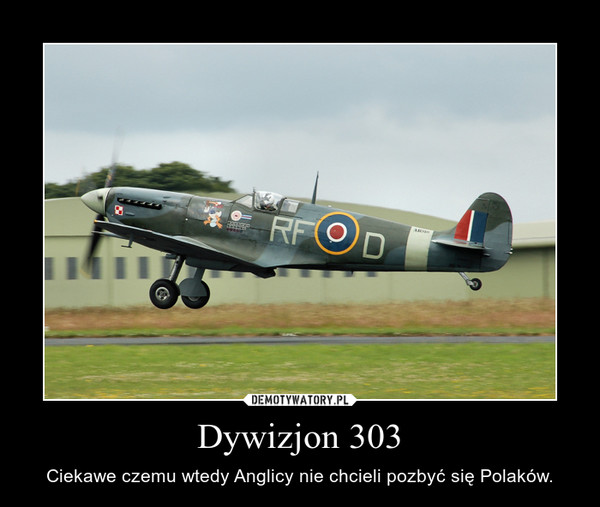 RF D
DEMOTYWATORY.PL
Dywizjon 303
Ciekawe czemu wtedy Anglicy nie chcieli pozbyć się Polaków.